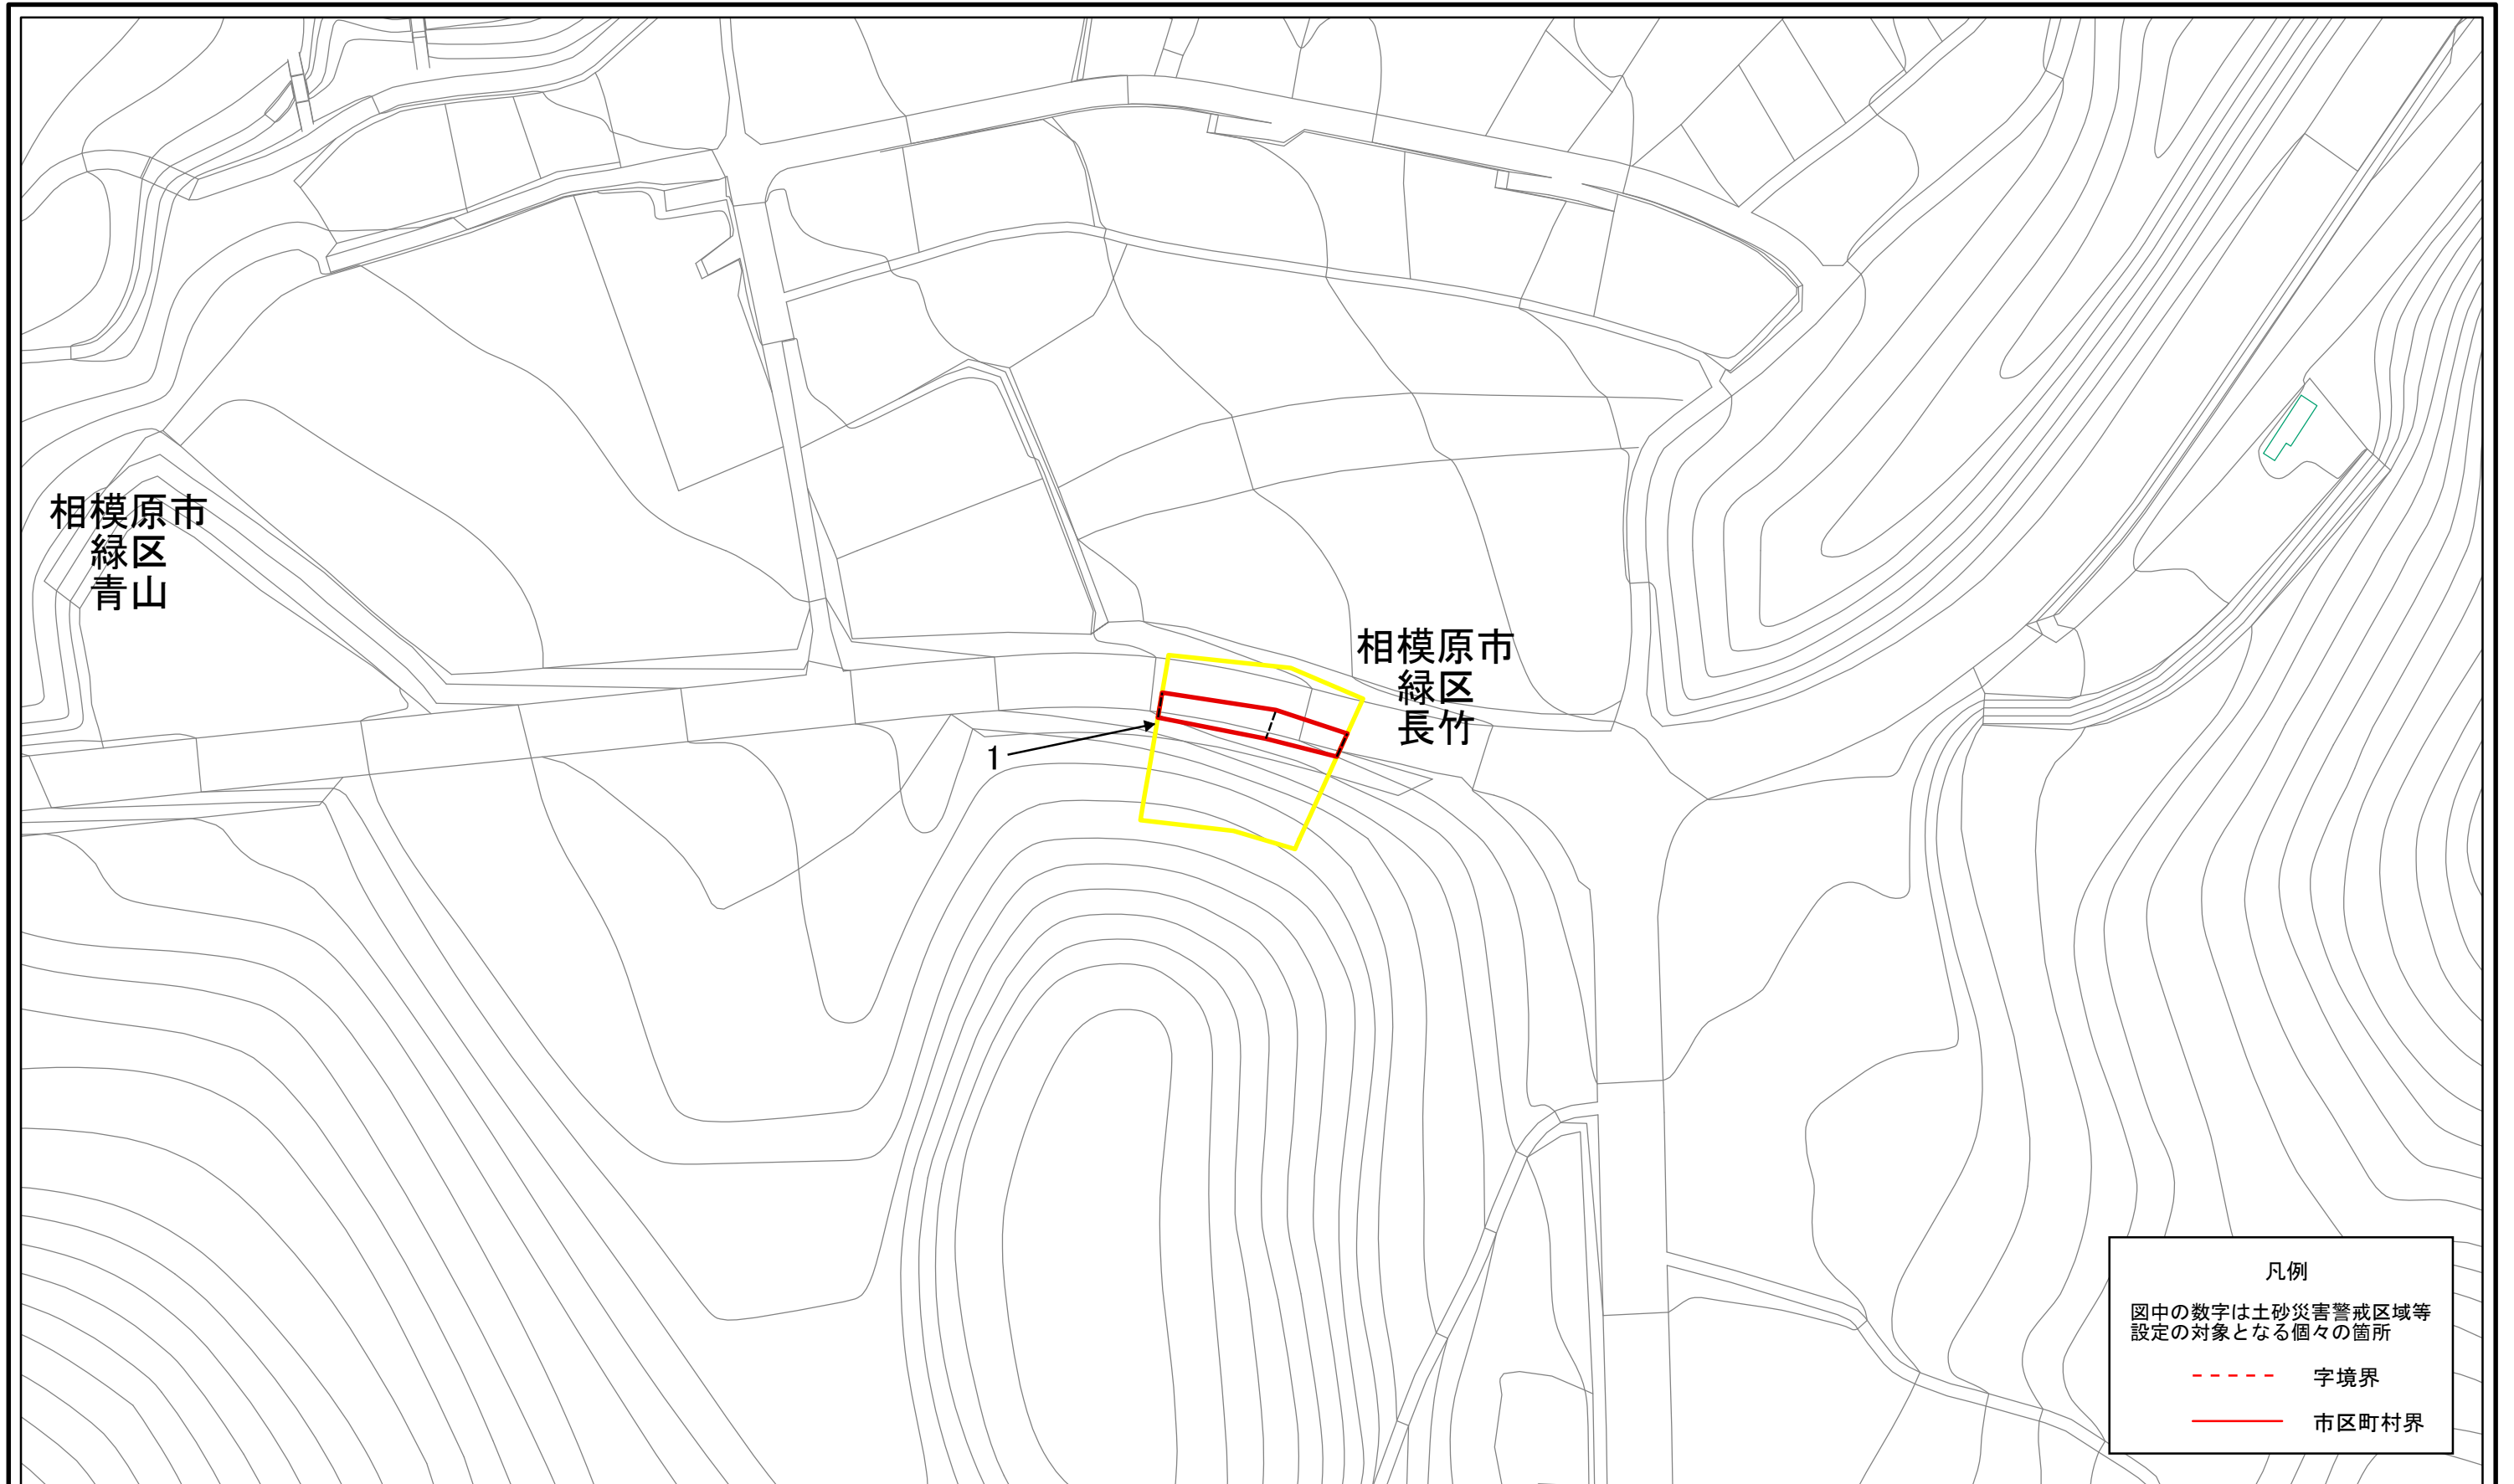 相模原市
緑区
青山
相模原市
緑区
長竹
1
凡例
図中の数字は土砂災害警戒区域等
設定の対象となる個々の箇所
字境界
市区町村界